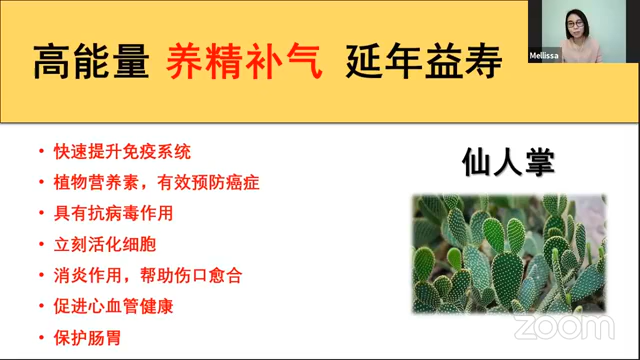 高能量 养精补气 延年益寿
Mellissa
• 快速提升免疫系统
• 植物营养素，有效预防癌症
• 具有抗病毒作用
• 立刻活化细胞
• 消炎作用，帮助伤口愈合
• 促进心血管健康
• 保护肠胃
仙人掌
zoom